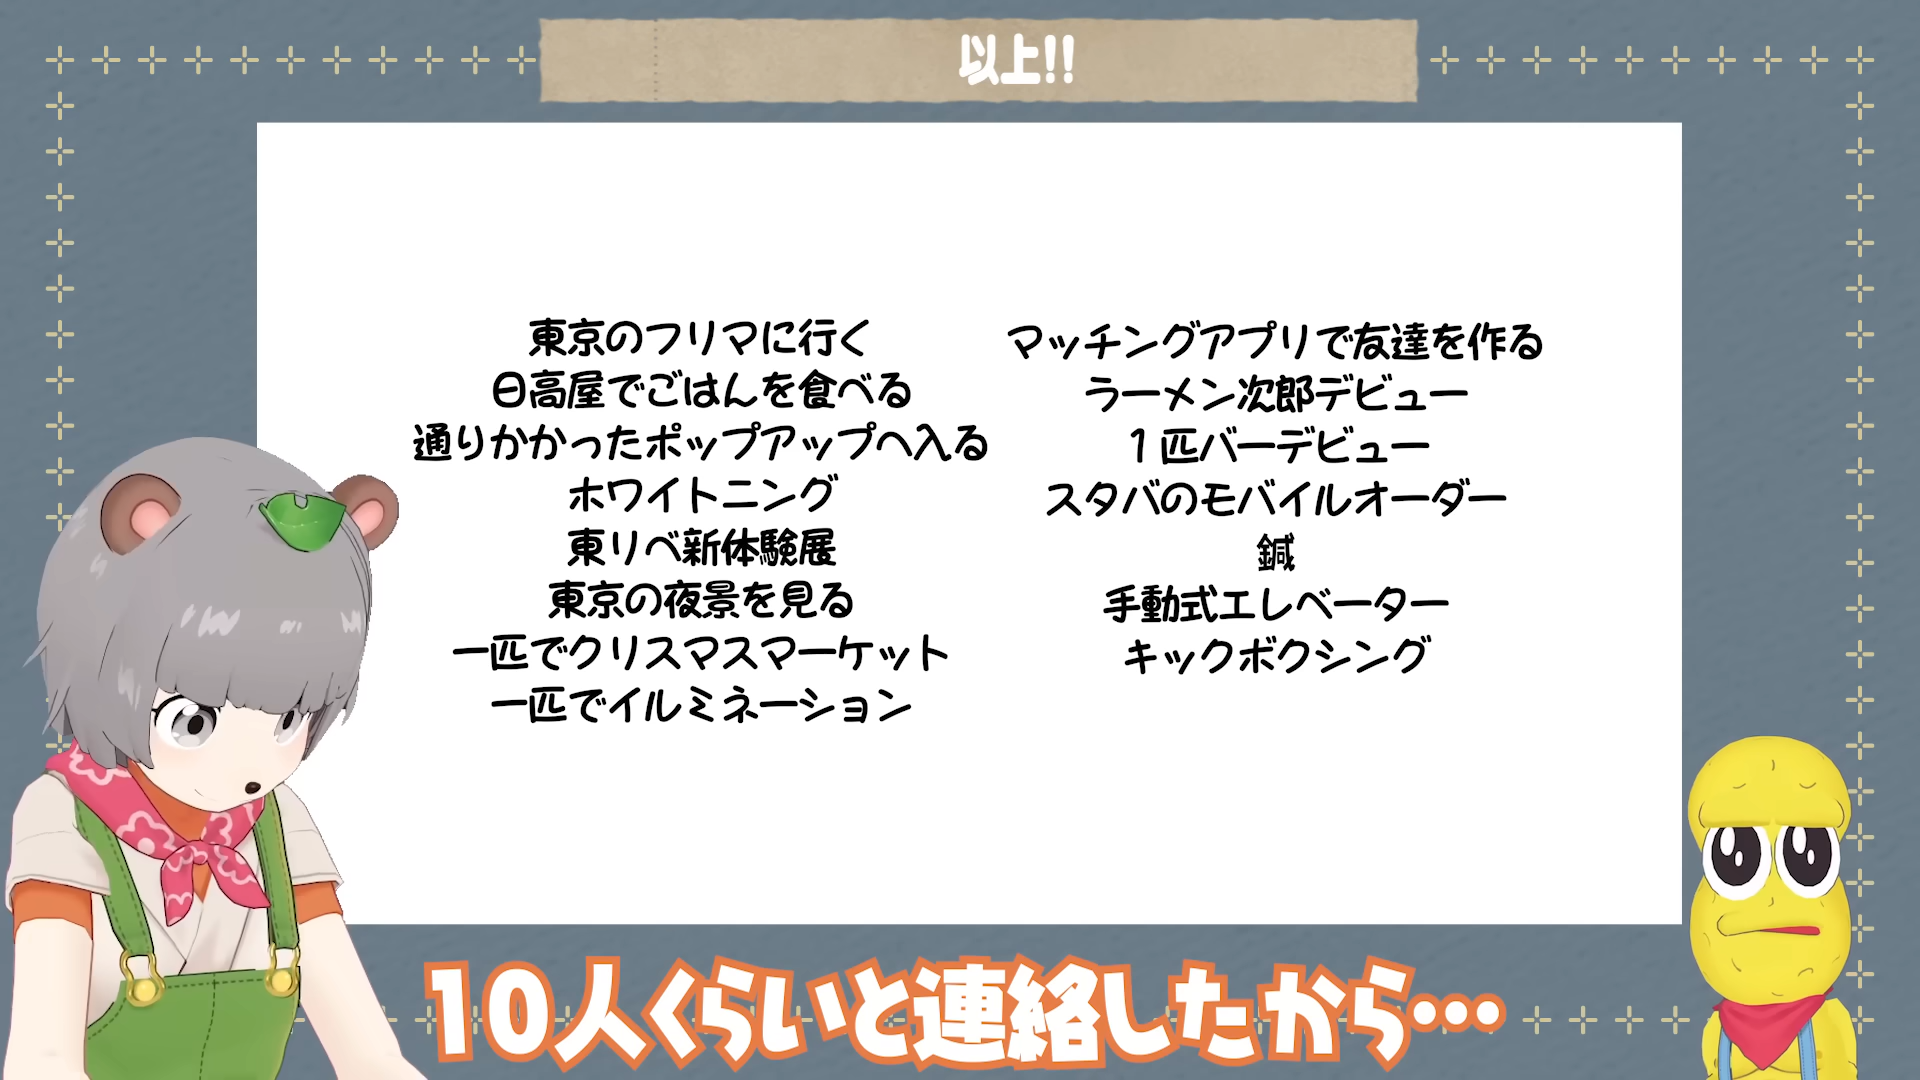 以上!!
東京のフリマに行く
日高屋でごはんを食べる
通りかかったポップアップへ入る
ホワイトニング
東リベ新体験展
東京の夜景を見る
一匹でクリスマスマーケット
一匹でイルミネーション
マッチングアプリで友達を作る
ラーメン次郎デビュー
1匹バーデビュー
スタバのモバイルオーダー
鍼
手動式エレベーター
キックボクシング
10人くらいと連絡したから…